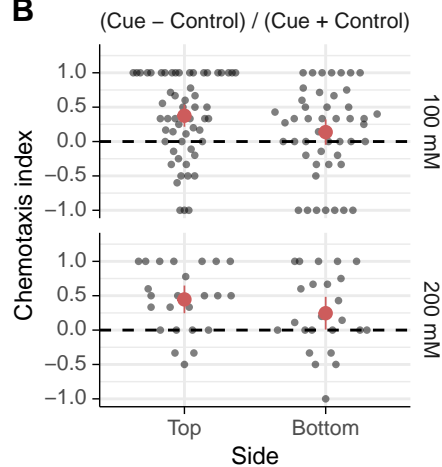 B
(Cue − Control) / (Cue + Control)
Chemotaxis index
1.0
0.5
0.0
−0.5
−1.0
100 mM
1.0
0.5
0.0
−0.5
−1.0
200 mM
Top Bottom
Side